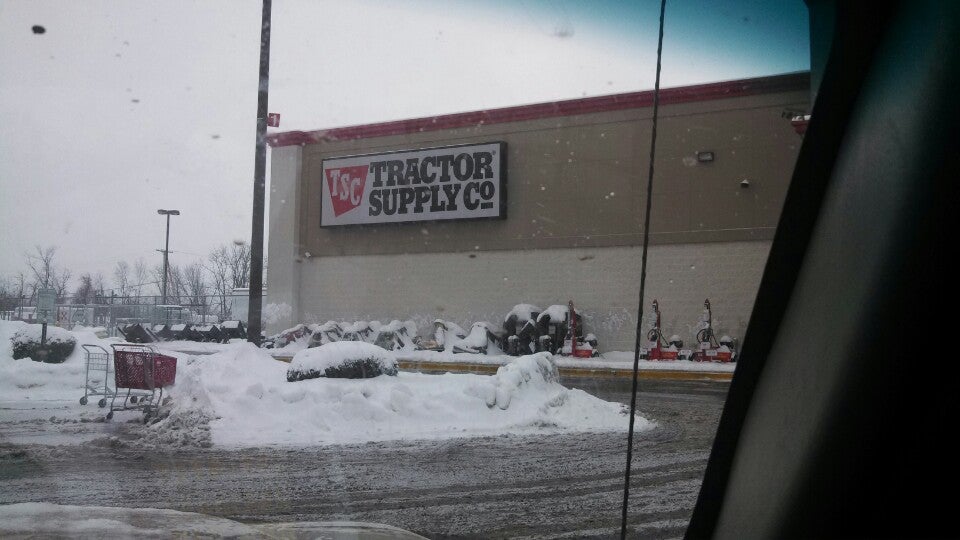 TSC
TRACTOR
SUPPLY CO